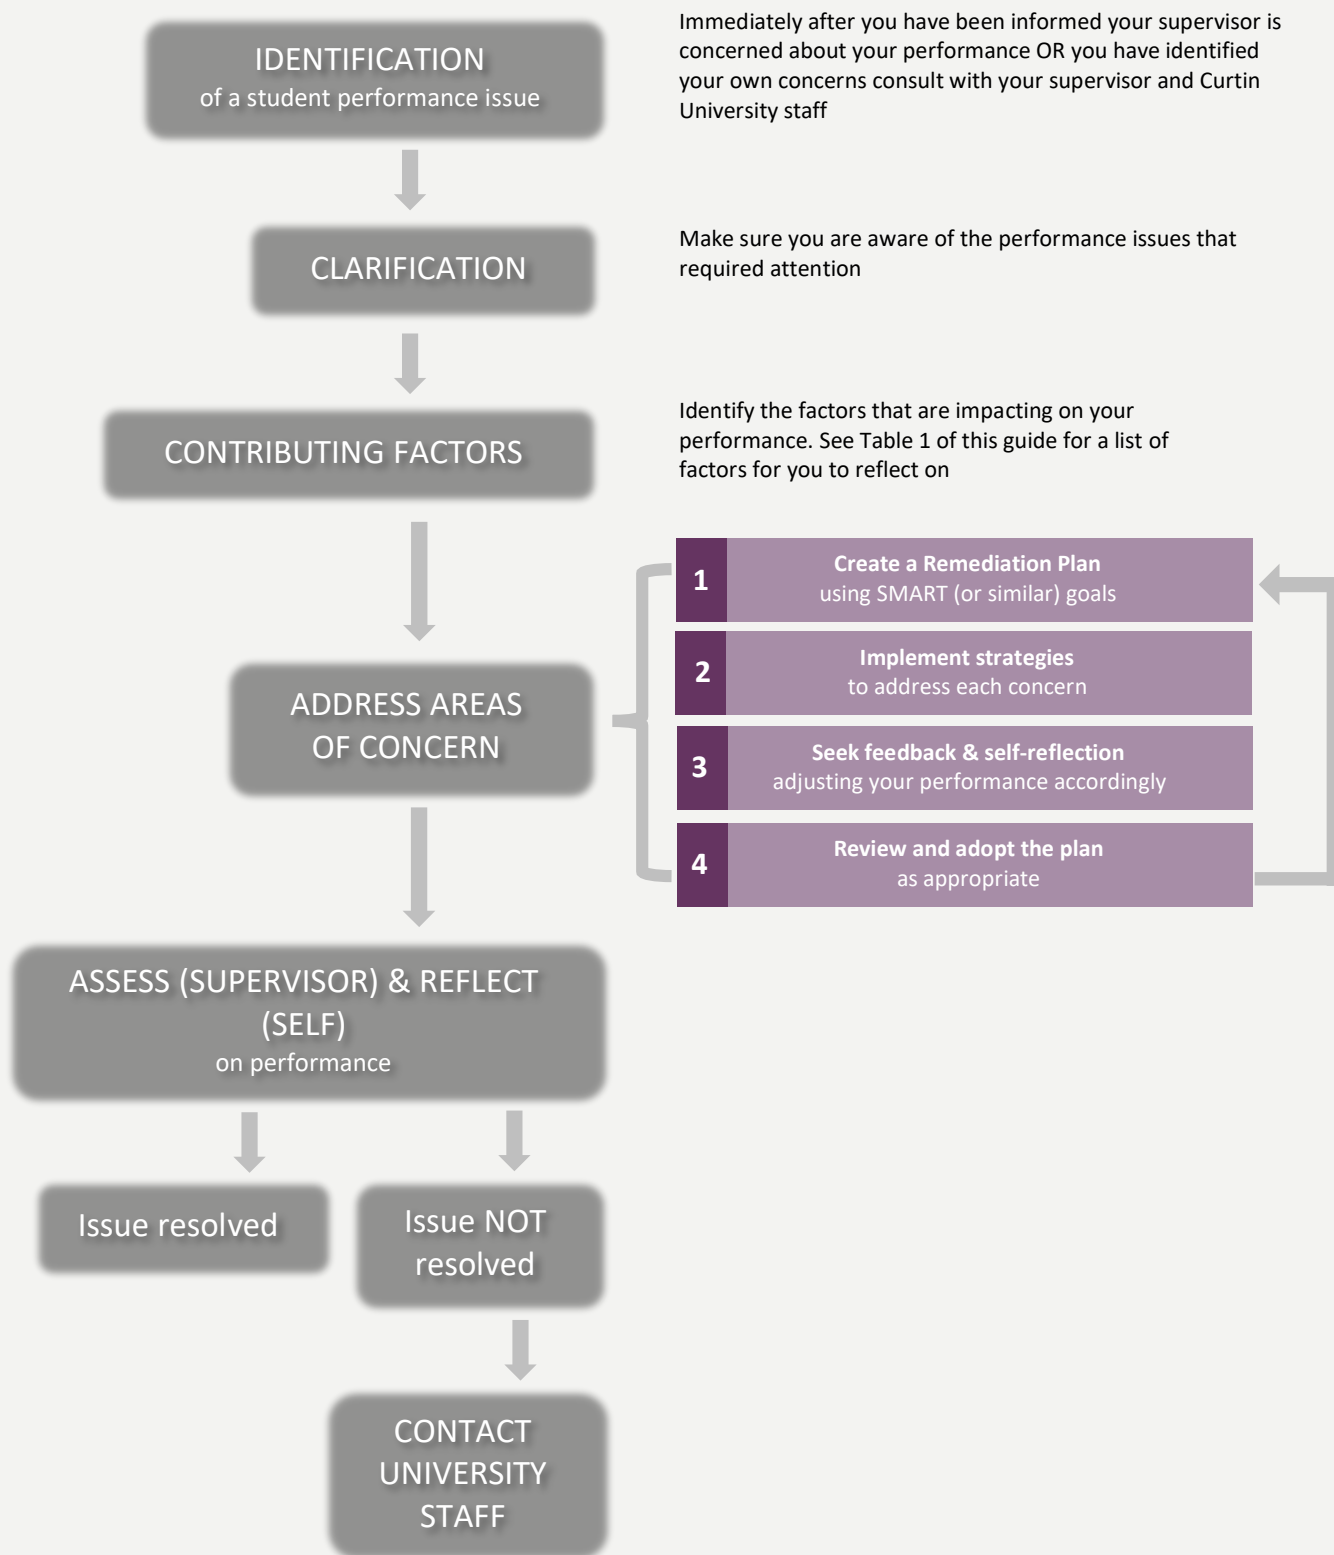 IDENTIFICATION
of a student performance issue
Immediately after you have been informed your supervisor is
concerned about your performance OR you have identified
your own concerns consult with your supervisor and Curtin
University staff
CLARIFICATION
Make sure you are aware of the performance issues that
required attention
CONTRIBUTING FACTORS
Identify the factors that are impacting on your
performance. See Table 1 of this guide for a list of
factors for you to reflect on
ADDRESS AREAS
OF CONCERN
1
Create a Remediation Plan
using SMART (or similar) goals
2
Implement strategies
to address each concern
3
Seek feedback & self-reflection
adjusting your performance accordingly
4
Review and adopt the plan
as appropriate
ASSESS (SUPERVISOR) & REFLECT
(SELF)
on performance
Issue resolved
Issue NOT
resolved
CONTACT
UNIVERSITY
STAFF